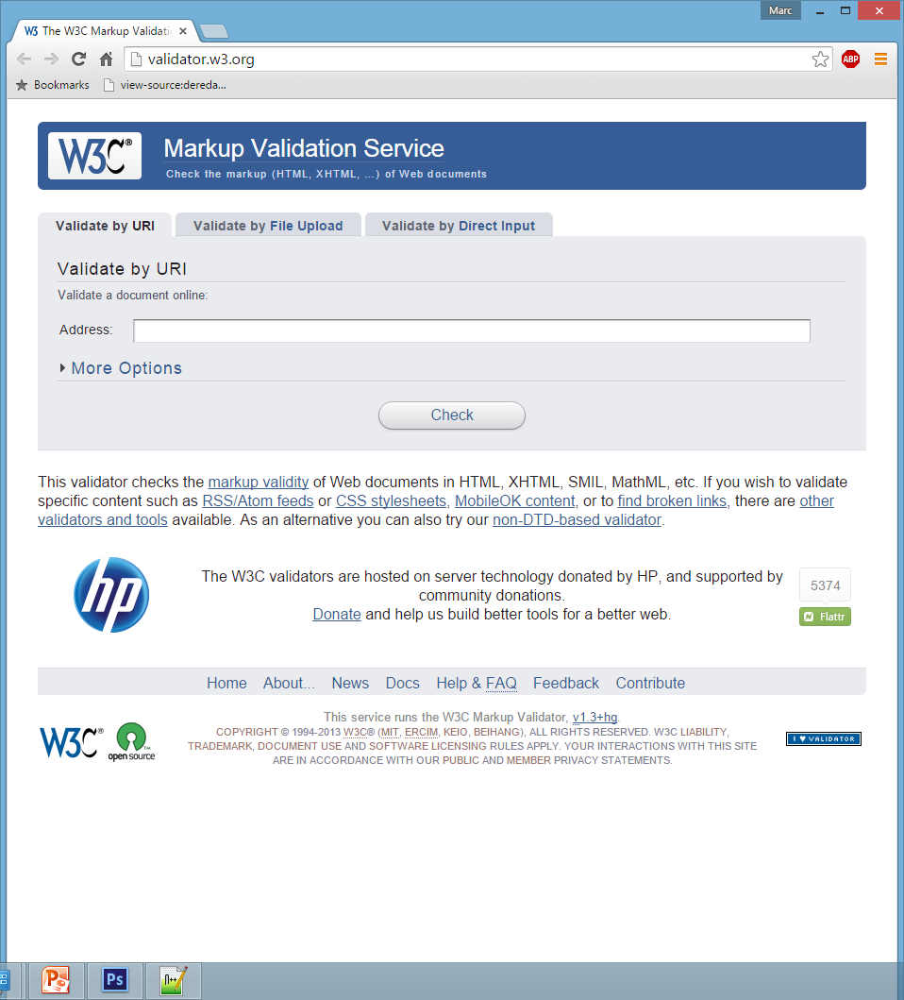 Marc
W3 The W3C Markup Validati
validator.w3.org
ABP
Bookmarks view-source:dereda...
W3C® Markup Validation Service
Check the markup (HTML, XHTML, …) of Web documents
Validate by URI Validate by File Upload Validate by Direct Input
Validate by URI
Validate a document online:
Address:
More Options
Check
This validator checks the markup validity of Web documents in HTML, XHTML, SMIL, MathML, etc. If you wish to validate
specific content such as RSS/Atom feeds or CSS stylesheets, MobileOK content, or to find broken links, there are other
validators and tools available. As an alternative you can also try our non-DTD-based validator.
hp
The W3C validators are hosted on server technology donated by HP, and supported by
community donations.
Donate and help us build better tools for a better web.
5374
Flattr
Home About... News Docs Help & FAQ Feedback Contribute
This service runs the W3C Markup Validator, v1.3+hg.
COPYRIGHT © 1994-2013 W3C® (MIT, ERCIM, KEIO, BEIHANG), ALL RIGHTS RESERVED. W3C LIABILITY,
TRADEMARK, DOCUMENT USE AND SOFTWARE LICENSING RULES APPLY. YOUR INTERACTIONS WITH THIS SITE
ARE IN ACCORDANCE WITH OUR PUBLIC AND MEMBER PRIVACY STATEMENTS.
W3C®
open source™
I ♥ VALIDATOR
P
Ps
n++